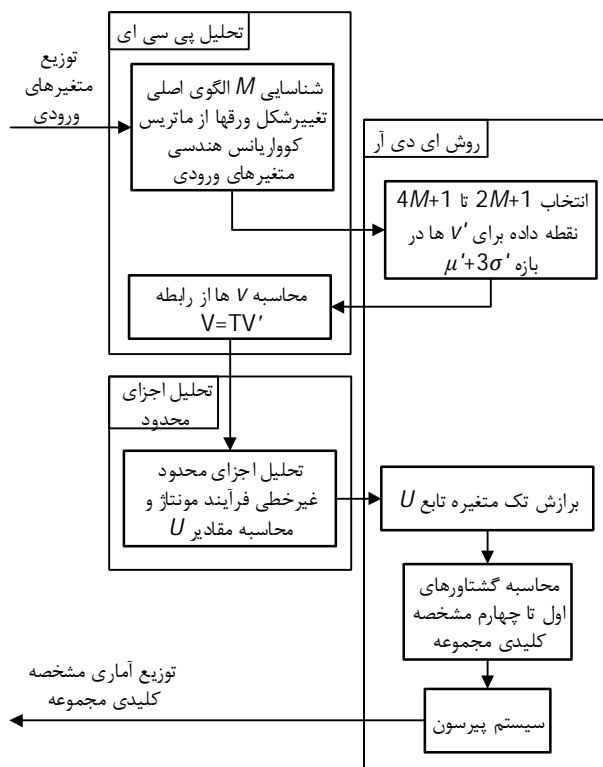 تحلیل پی سی ای
توزیع
متغیرهای
ورودی
شناسایی M الگوی اصلی
تغییرشکل ورقها از ماتریس
کوواریانس هندسی
متغیرهای ورودی
روش ای دی آر
انتخاب 2M+1 تا 4M+1
نقطه داده برای v' ها در
بازه μ'+3σ'
محاسبه v ها از رابطه
V=TV'
تحلیل اجزای
محدود
تحلیل اجزای محدود
غیرخطی فرآیند مونتاژ و
محاسبه مقادیر U
برازش تک متغیره تابع U
محاسبه گشتاورهای
اول تا چهارم مشخصه
کلیدی مجموعه
توزیع آماری مشخصه
کلیدی مجموعه
سیستم پیرسون